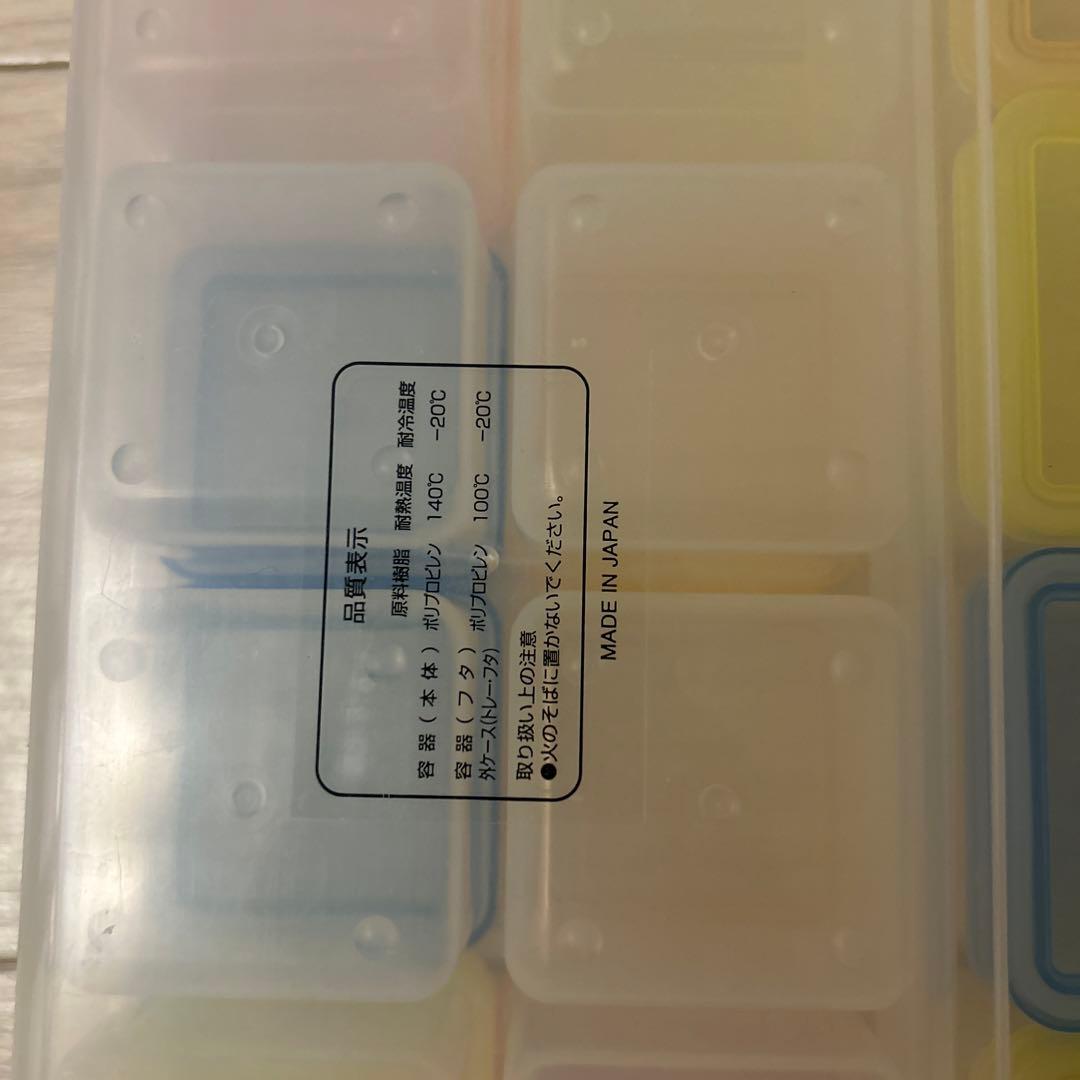 品質表示
原料樹脂 耐熱温度 耐冷温度
容器(本体) ポリプロピレン 140℃ −20℃
容器(フタ) ポリプロピレン 100℃ −20℃
外ケース(トレー・フタ)
取り扱い上の注意
●火のそばに置かないでください。
MADE IN JAPAN